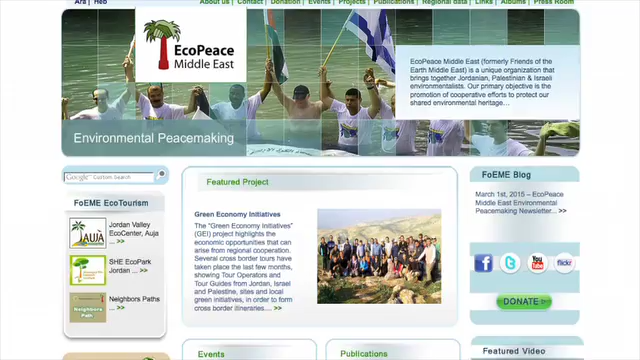 Ara | Heb
About us | Contact | Donation | Events | Projects | Publications | Regional data | Links | Albums | Press Room
EcoPeace
Middle East
EcoPeace Middle East (formerly Friends of the
Earth Middle East) is a unique organization that
brings together Jordanian, Palestinian & Israeli
environmentalists. Our primary objective is the
promotion of cooperative efforts to protect our
shared environmental heritage...
Environmental Peacemaking
Google™ Custom Search
FoEME EcoTourism
AUJA
Jordan Valley
EcoCenter, Auja
... >>
SHE EcoPark
Jordan ... >>
Neighbors
Path
Neighbors Paths
... >>
Featured Project
Green Economy Initiatives
The "Green Economy Initiatives"
(GEI) project highlights the
economic opportunities that can
arise from regional cooperation.
Several cross border tours have
taken place the last few months,
showing Tour Operators and
Tour Guides from Jordan, Israel
and Palestine, sites and local
green initiatives, in order to form
cross border itineraries.... >>
FoEME Blog
March 1st, 2015 – EcoPeace
Middle East Environmental
Peacemaking Newsletter... >>
You
Tube
flickr
DONATE
Events
Publications
Featured Video